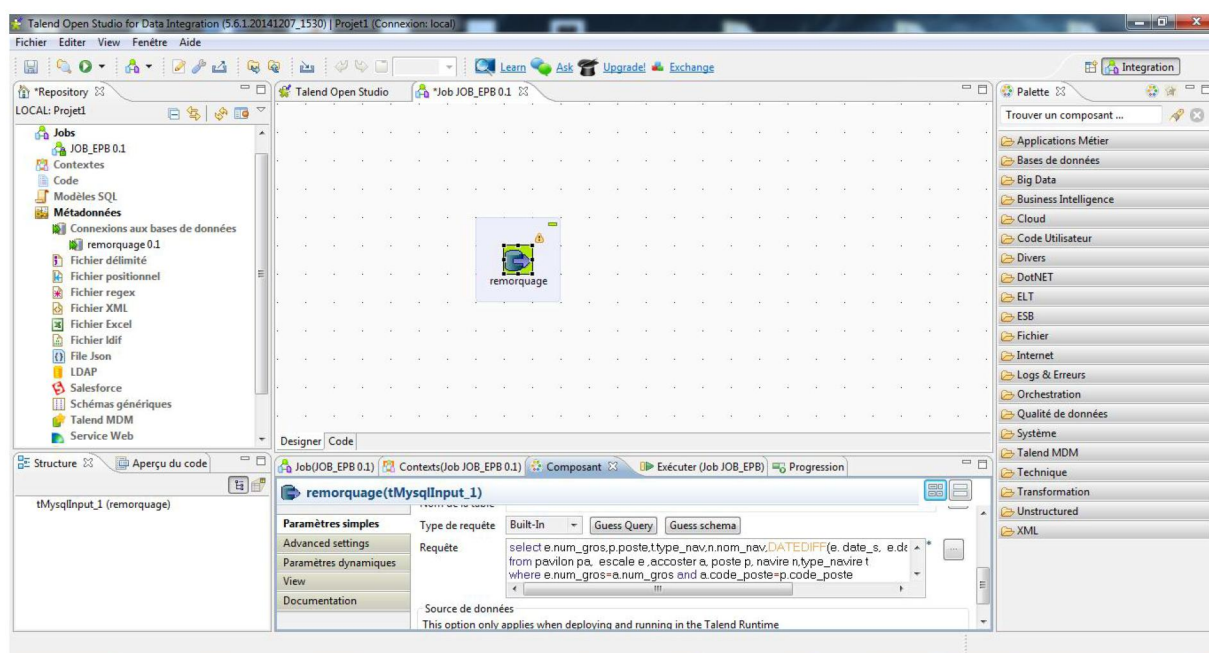 Talend Open Studio for Data Integration (5.6.1.20141207_1530) | Projet1 (Connexion: local)
Fichier Editer View Fenêtre Aide
Learn Ask Upgrade! Exchange
Integration
*Repository
LOCAL: Projet1
Jobs
JOB_EPB 0.1
Contextes
Code
Modèles SQL
Métadonnées
Connexions aux bases de données
remorquage 0.1
Fichier délimité
Fichier positionnel
Fichier regex
Fichier XML
Fichier Excel
Fichier ldif
File Json
LDAP
Salesforce
Schémas génériques
Talend MDM
Service Web
Talend Open Studio
*Job JOB_EPB 0.1
remorquage
Designer Code
Palette
Trouver un composant ...
Applications Métier
Bases de données
Big Data
Business Intelligence
Cloud
Code Utilisateur
Divers
DotNET
ELT
ESB
Fichier
Internet
Logs & Erreurs
Orchestration
Qualité de données
Système
Talend MDM
Technique
Transformation
Unstructured
XML
Structure
Aperçu du code
tMysqlInput_1 (remorquage)
Job(JOB_EPB 0.1)
Contexts(Job JOB_EPB 0.1)
Composant
Exécuter (Job JOB_EPB)
Progression
remorquage(tMysqlInput_1)
Paramètres simples
Advanced settings
Paramètres dynamiques
View
Documentation
Type de requête Built-In Guess Query Guess schema
Requête
select e.num_gros,p.poste,t.type_nav,n.nom_nav,DATEDIFF(e. date_s, e.da
from pavilon pa, escale e ,accoster a, poste p, navire n,type_navire t
where e.num_gros=a.num_gros and a.code_poste=p.code_poste
Source de données
This option only applies when deploying and running in the Talend Runtime